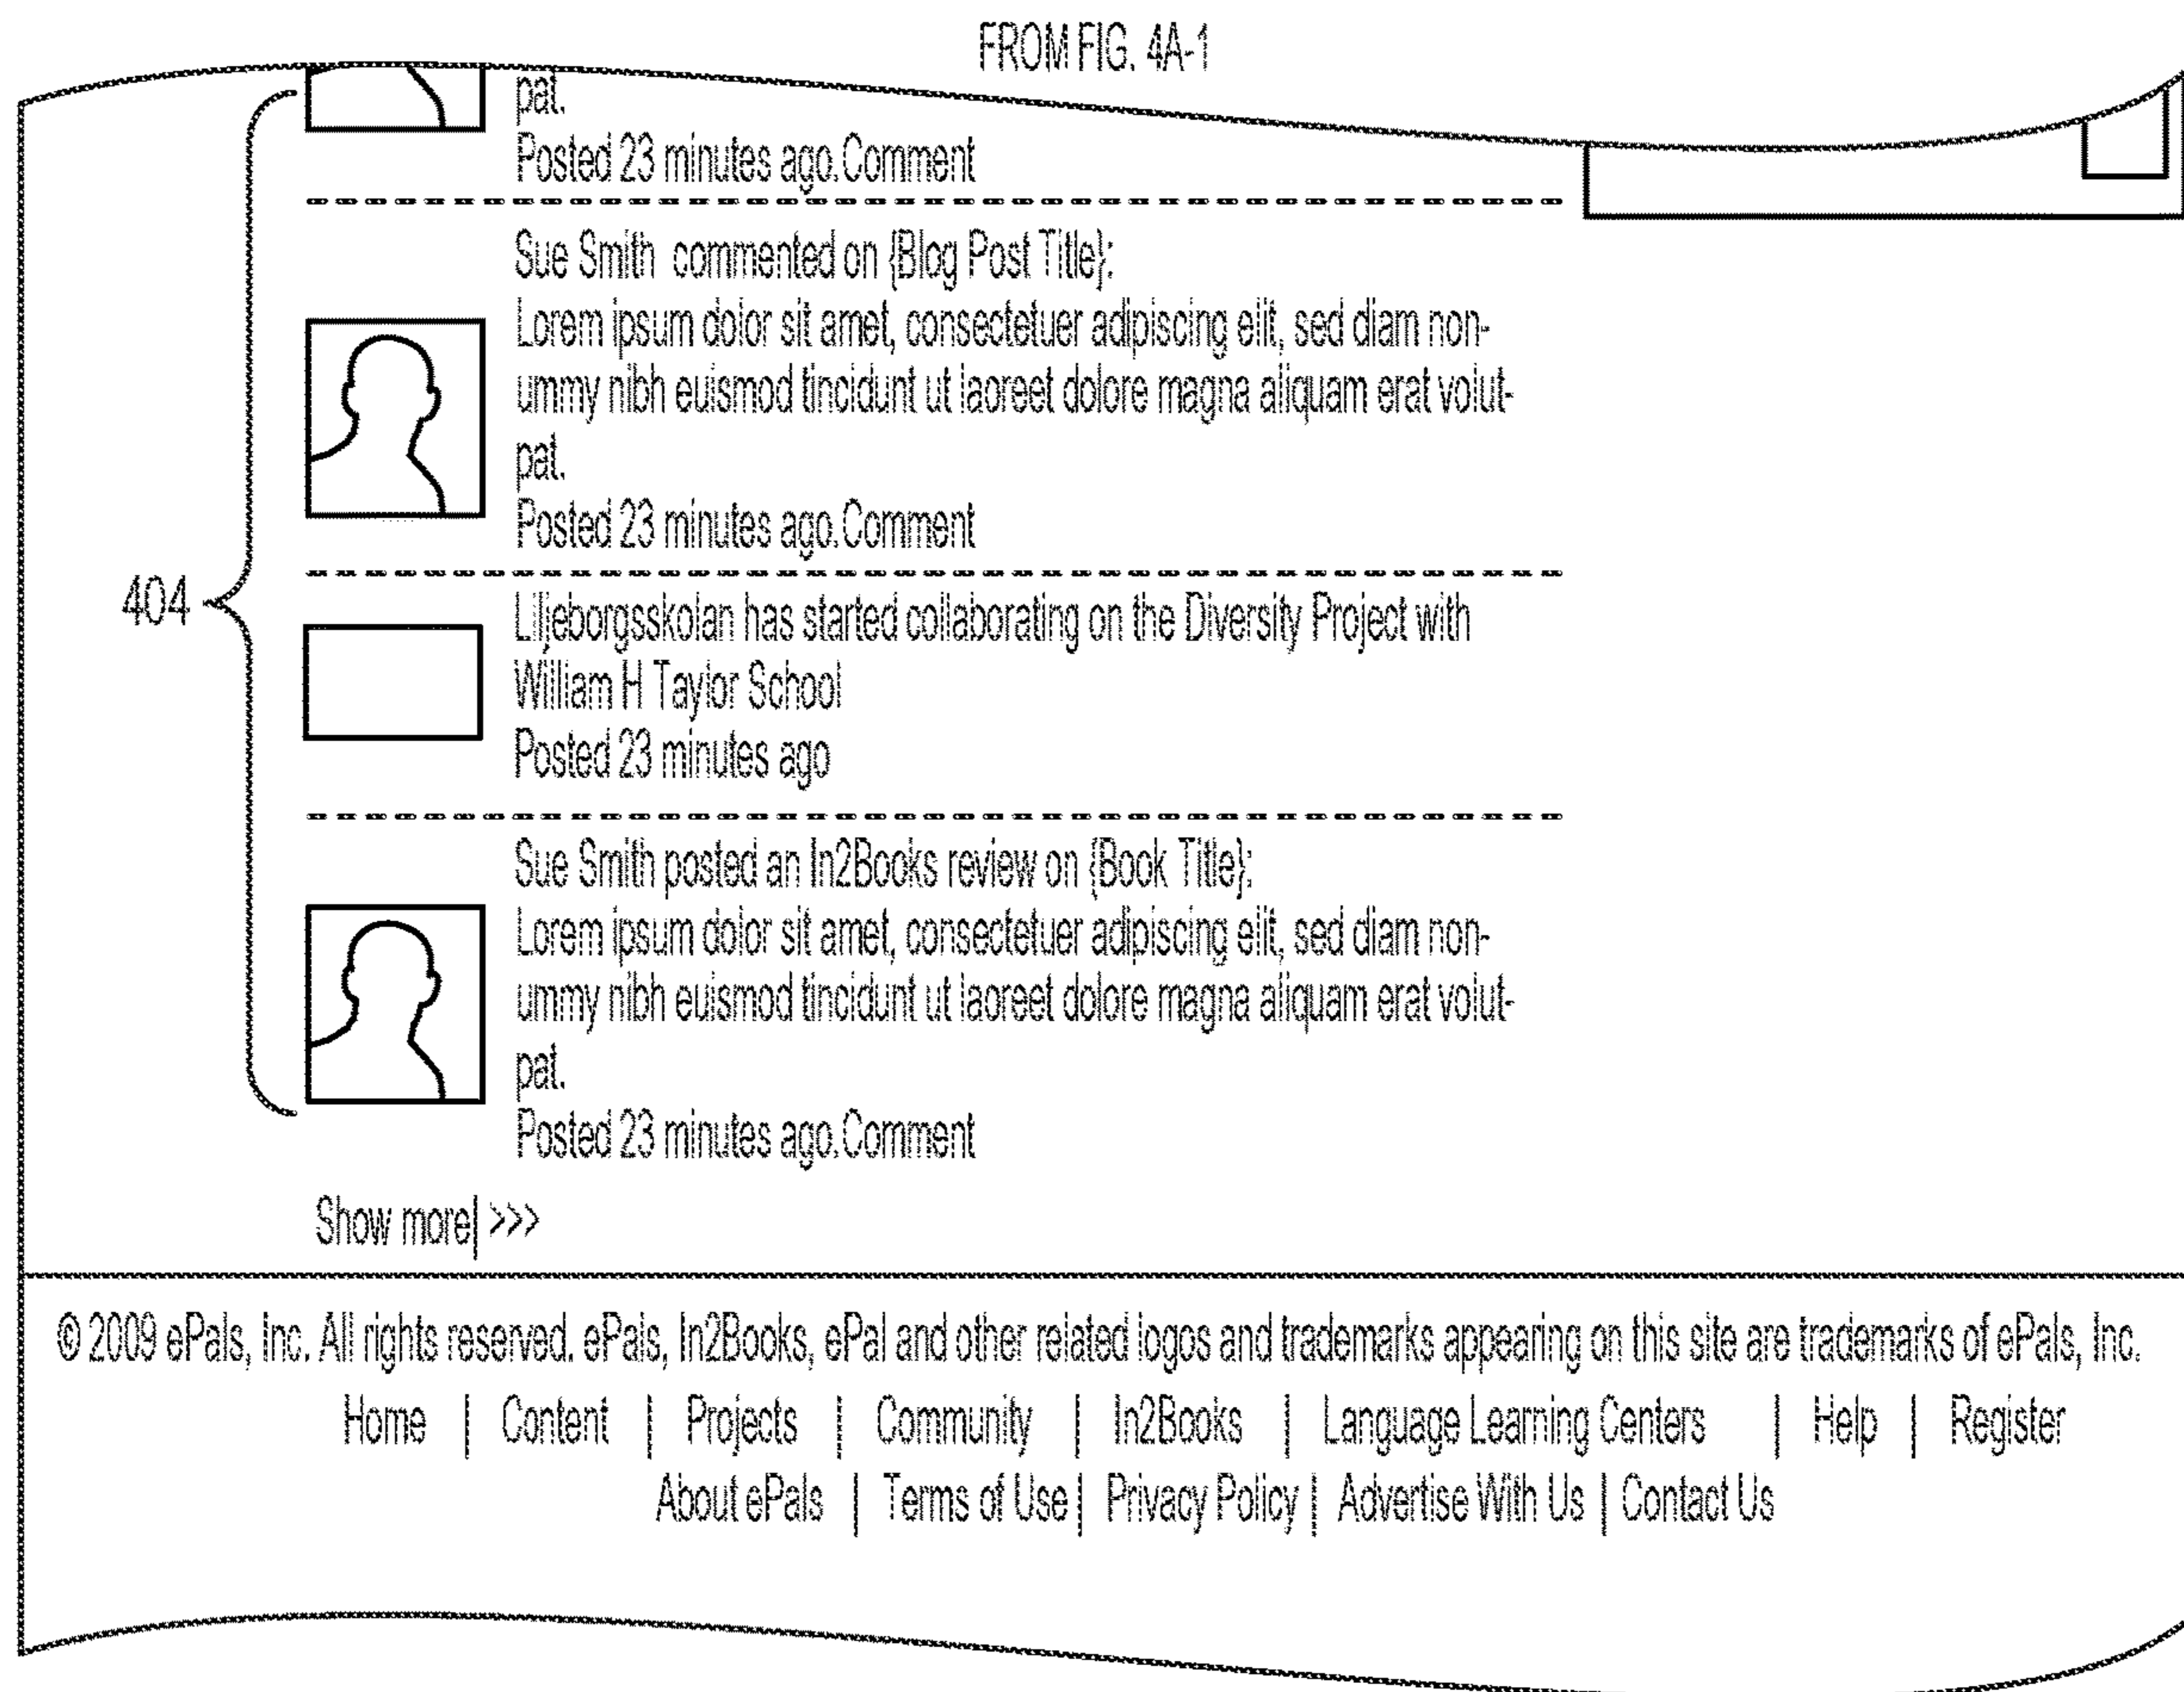 FROM FIG. 4A-1
pat.
Posted 23 minutes ago.Comment
Sue Smith commented on {Blog Post Title}:
Lorem ipsum dolor sit amet, consectetuer adipiscing elit, sed diam non-
ummy nibh euismod tincidunt ut laoreet dolore magna aliquam erat volut-
pat.
Posted 23 minutes ago.Comment
404
Liljeborgsskolan has started collaborating on the Diversity Project with
William H Taylor School
Posted 23 minutes ago
Sue Smith posted an In2Books review on {Book Title}:
Lorem ipsum dolor sit amet, consectetuer adipiscing elit, sed diam non-
ummy nibh euismod tincidunt ut laoreet dolore magna aliquam erat volut-
pat.
Posted 23 minutes ago.Comment
Show more| >>>
© 2009 ePals, Inc. All rights reserved. ePals, In2Books, ePal and other related logos and trademarks appearing on this site are trademarks of ePals, Inc.
Home | Content | Projects | Community | In2Books | Language Learning Centers | Help | Register
About ePals | Terms of Use | Privacy Policy | Advertise With Us | Contact Us